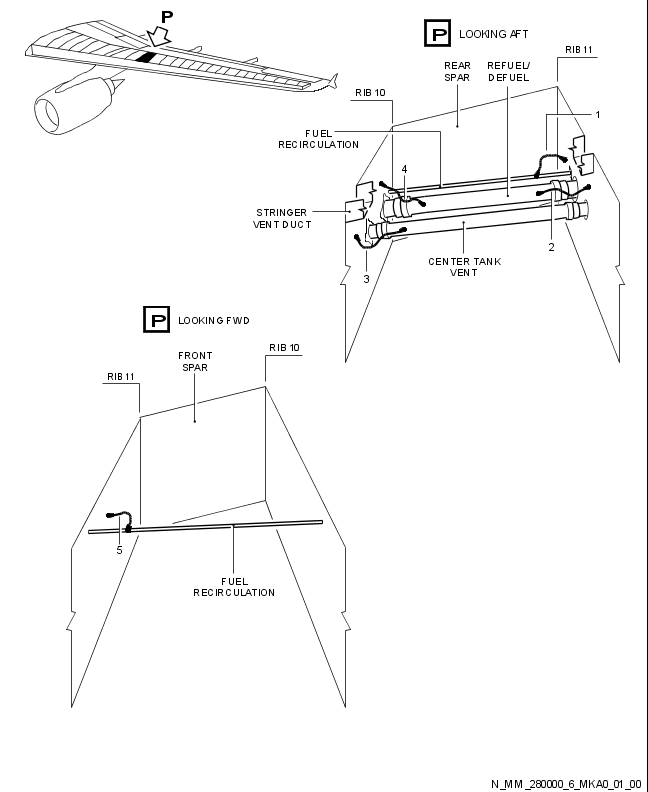 P
P LOOKING AFT
RIB 11
REAR
SPAR
REFUEL/
DEFUEL
RIB 10
1
FUEL
RECIRCULATION
4
STRINGER
VENT DUCT
2
CENTER TANK
VENT
3
P LOOKING FWD
RIB 10
FRONT
SPAR
RIB 11
5
FUEL
RECIRCULATION
N_MM_280000_6_MKA0_01_00